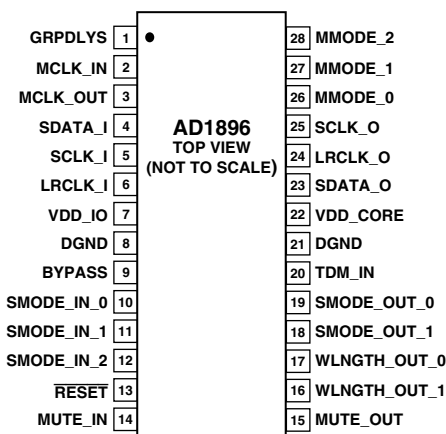 GRPDLYS 1 28 MMODE_2
MCLK_IN 2 27 MMODE_1
MCLK_OUT 3 26 MMODE_0
SDATA_I 4 AD1896 25 SCLK_O
SCLK_I 5 TOP VIEW 24 LRCLK_O
LRCLK_I 6 (NOT TO SCALE) 23 SDATA_O
VDD_IO 7 22 VDD_CORE
DGND 8 21 DGND
BYPASS 9 20 TDM_IN
SMODE_IN_0 10 19 SMODE_OUT_0
SMODE_IN_1 11 18 SMODE_OUT_1
SMODE_IN_2 12 17 WLNGTH_OUT_0
RESET 13 16 WLNGTH_OUT_1
MUTE_IN 14 15 MUTE_OUT